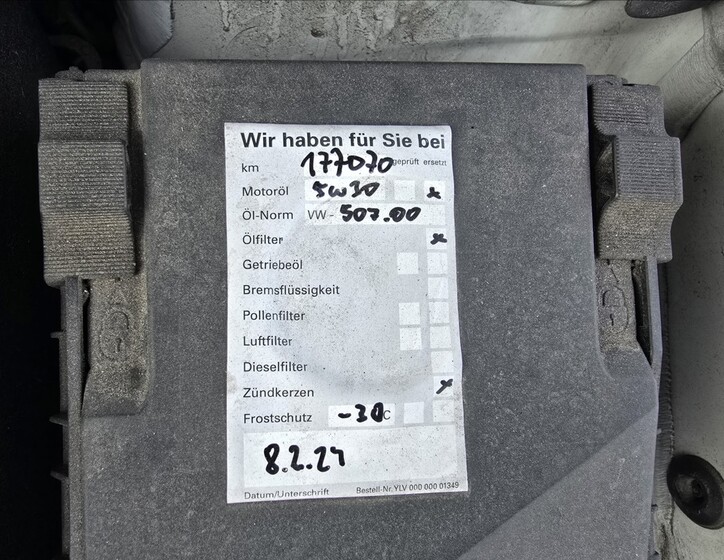 Wir haben für Sie bei
km 177070 geprüft ersetzt
Motoröl 5W30 x
Öl-Norm VW - 507.00
Ölfilter x
Getriebeöl
Bremsflüssigkeit
Pollenfilter
Luftfilter
Dieselfilter
Zündkerzen x
Frostschutz -30 °C
8.2.24
Datum/Unterschrift Bestell-Nr. YLV 000 000 01349